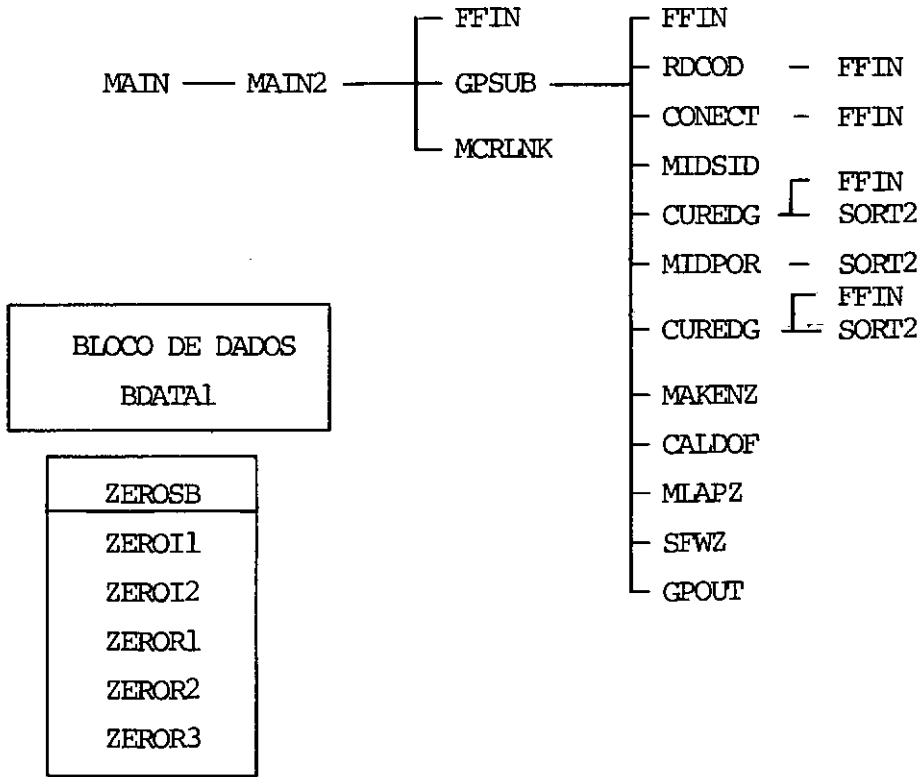 FFIN
FFIN
RDCOD - FFIN
MAIN MAIN2 GPSUB
CONECT - FFIN
MCRLNK
MIDSID
FFIN
CUREDG SORT2
MIDPOR - SORT2
FFIN
CUREDG SORT2
BLOCO DE DADOS
BDATA1
MAKENZ
CALDOF
MLAPZ
SFWZ
GPOUT
ZEROSB
ZEROI1
ZEROI2
ZEROR1
ZEROR2
ZEROR3